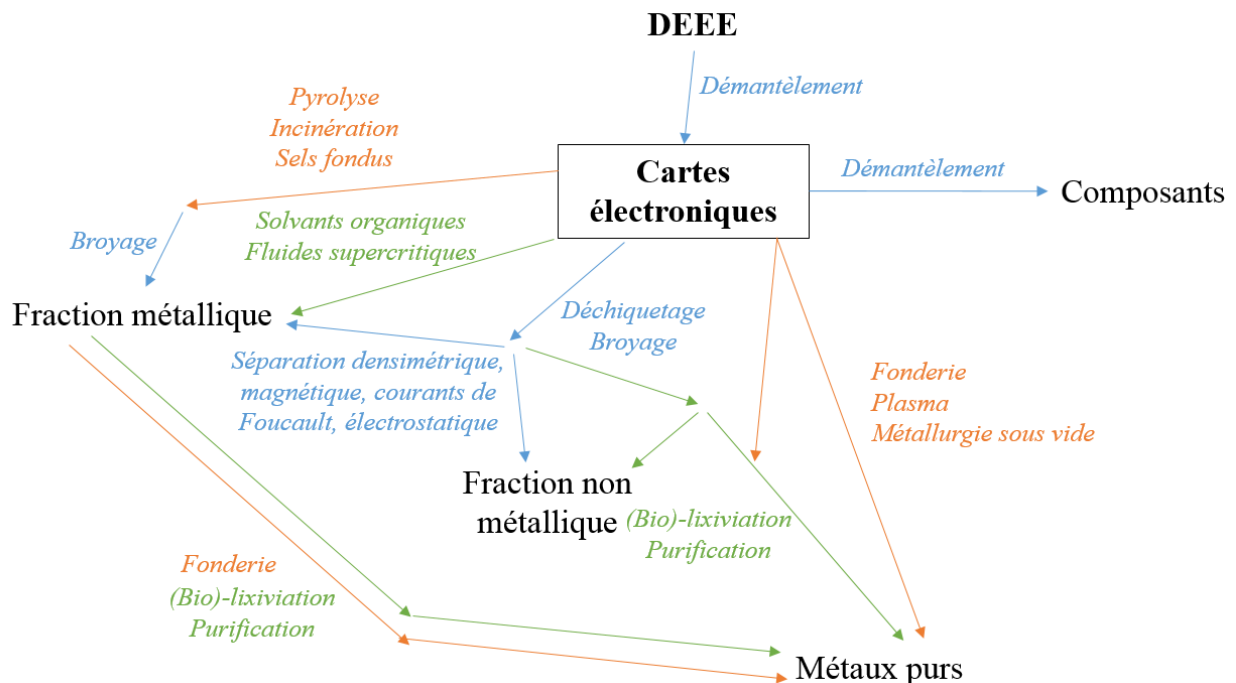 DEEE
Démantèlement
Pyrolyse
Incinération
Sels fondus
Cartes
électroniques
Démantèlement
Composants
Solvants organiques
Fluides supercritiques
Broyage
Fraction métallique
Déchiquetage
Broyage
Séparation densimétrique,
magnétique, courants de
Foucault, électrostatique
Fonderie
Plasma
Métallurgie sous vide
Fraction non
métallique
(Bio)-lixiviation
Purification
Fonderie
(Bio)-lixiviation
Purification
Métaux purs